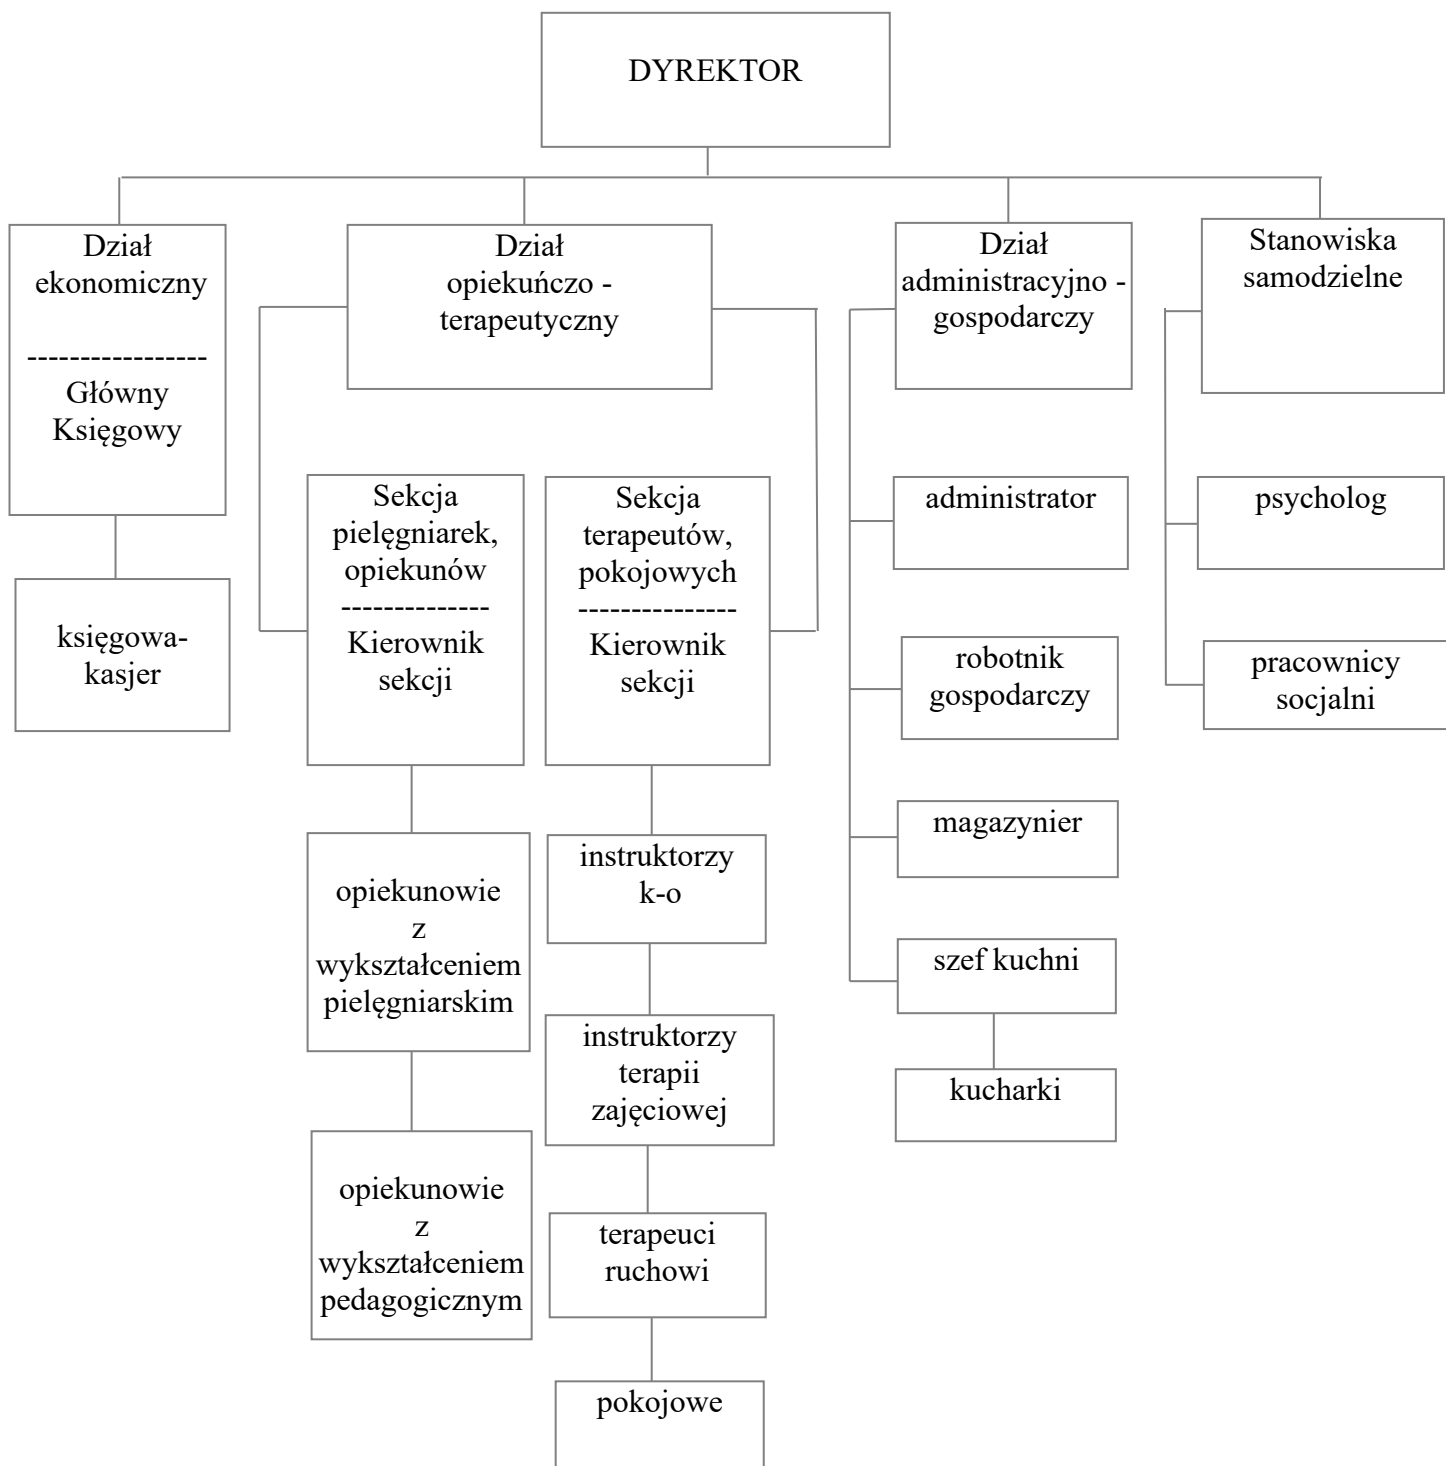 DYREKTOR
Dział
ekonomiczny
-----------------
Główny
Księgowy
Dział
opiekuńczo -
terapeutyczny
Dział
administracyjno -
gospodarczy
Stanowiska
samodzielne
księgowa-
kasjer
Sekcja
pielęgniarek,
opiekunów
--------------
Kierownik
sekcji
Sekcja
terapeutów,
pokojowych
---------------
Kierownik
sekcji
administrator
psycholog
robotnik
gospodarczy
pracownicy
socjalni
magazynier
szef kuchni
kucharki
opiekunowie
z
wykształceniem
pielęgniarskim
opiekunowie
z
wykształceniem
pedagogicznym
instruktorzy
k-o
instruktorzy
terapii
zajęciowej
terapeuci
ruchowi
pokojowe